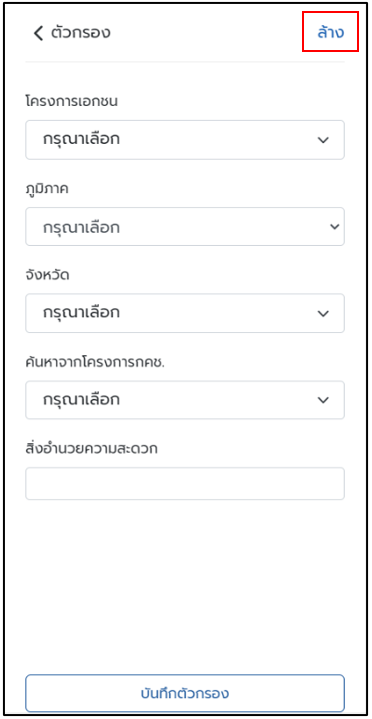 ตัวกรอง ล้าง
โครงการเอกชน
กรุณาเลือก
ภูมิภาค
กรุณาเลือก
จังหวัด
กรุณาเลือก
ค้นหาจากโครงการกคช.
กรุณาเลือก
สิ่งอำนวยความสะดวก
บันทึกตัวกรอง